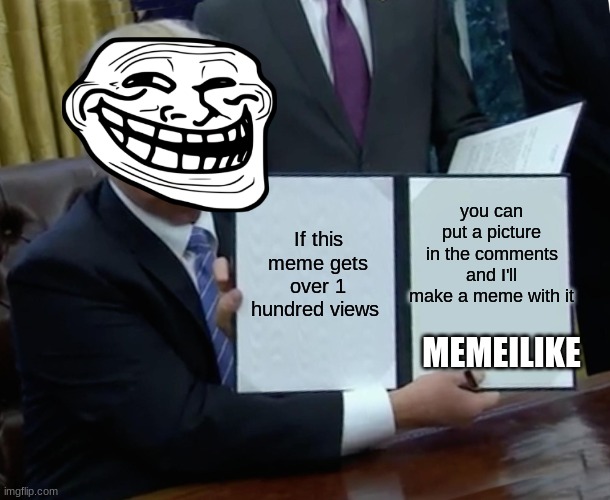 If this
meme gets
over 1
hundred views
you can
put a picture
in the comments
and I'll
make a meme with it
MEMEILIKE
imgflip.com